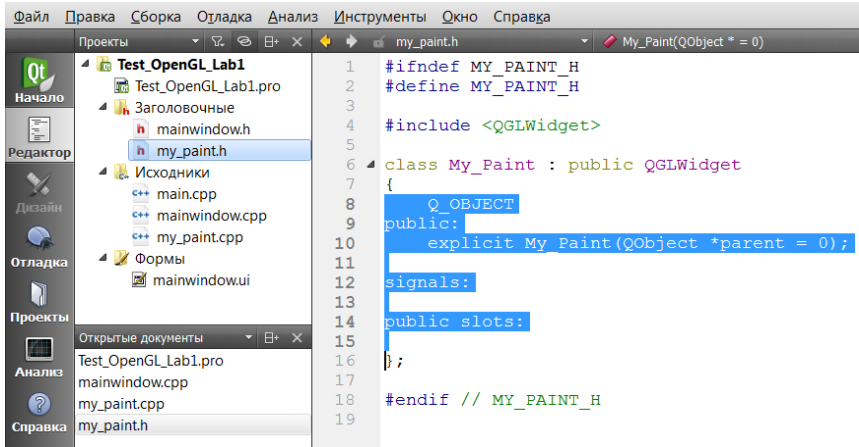 Файл Правка Сборка Отладка Анализ Инструменты Окно Справка
Проекты my_paint.h My_Paint(QObject * = 0)
Начало
Редактор
Дизайн
Отладка
Проекты
Анализ
Справка
Test_OpenGL_Lab1
Test_OpenGL_Lab1.pro
Заголовочные
mainwindow.h
my_paint.h
Исходники
main.cpp
mainwindow.cpp
my_paint.cpp
Формы
mainwindow.ui
Открытые документы
Test_OpenGL_Lab1.pro
mainwindow.cpp
my_paint.cpp
my_paint.h
1 #ifndef MY_PAINT_H
2 #define MY_PAINT_H
3
4 #include <QGLWidget>
5
6 class My_Paint : public QGLWidget
7 {
8     Q_OBJECT
9 public:
10     explicit My_Paint(QObject *parent = 0);
11
12 signals:
13
14 public slots:
15
16 };
17
18 #endif // MY_PAINT_H
19